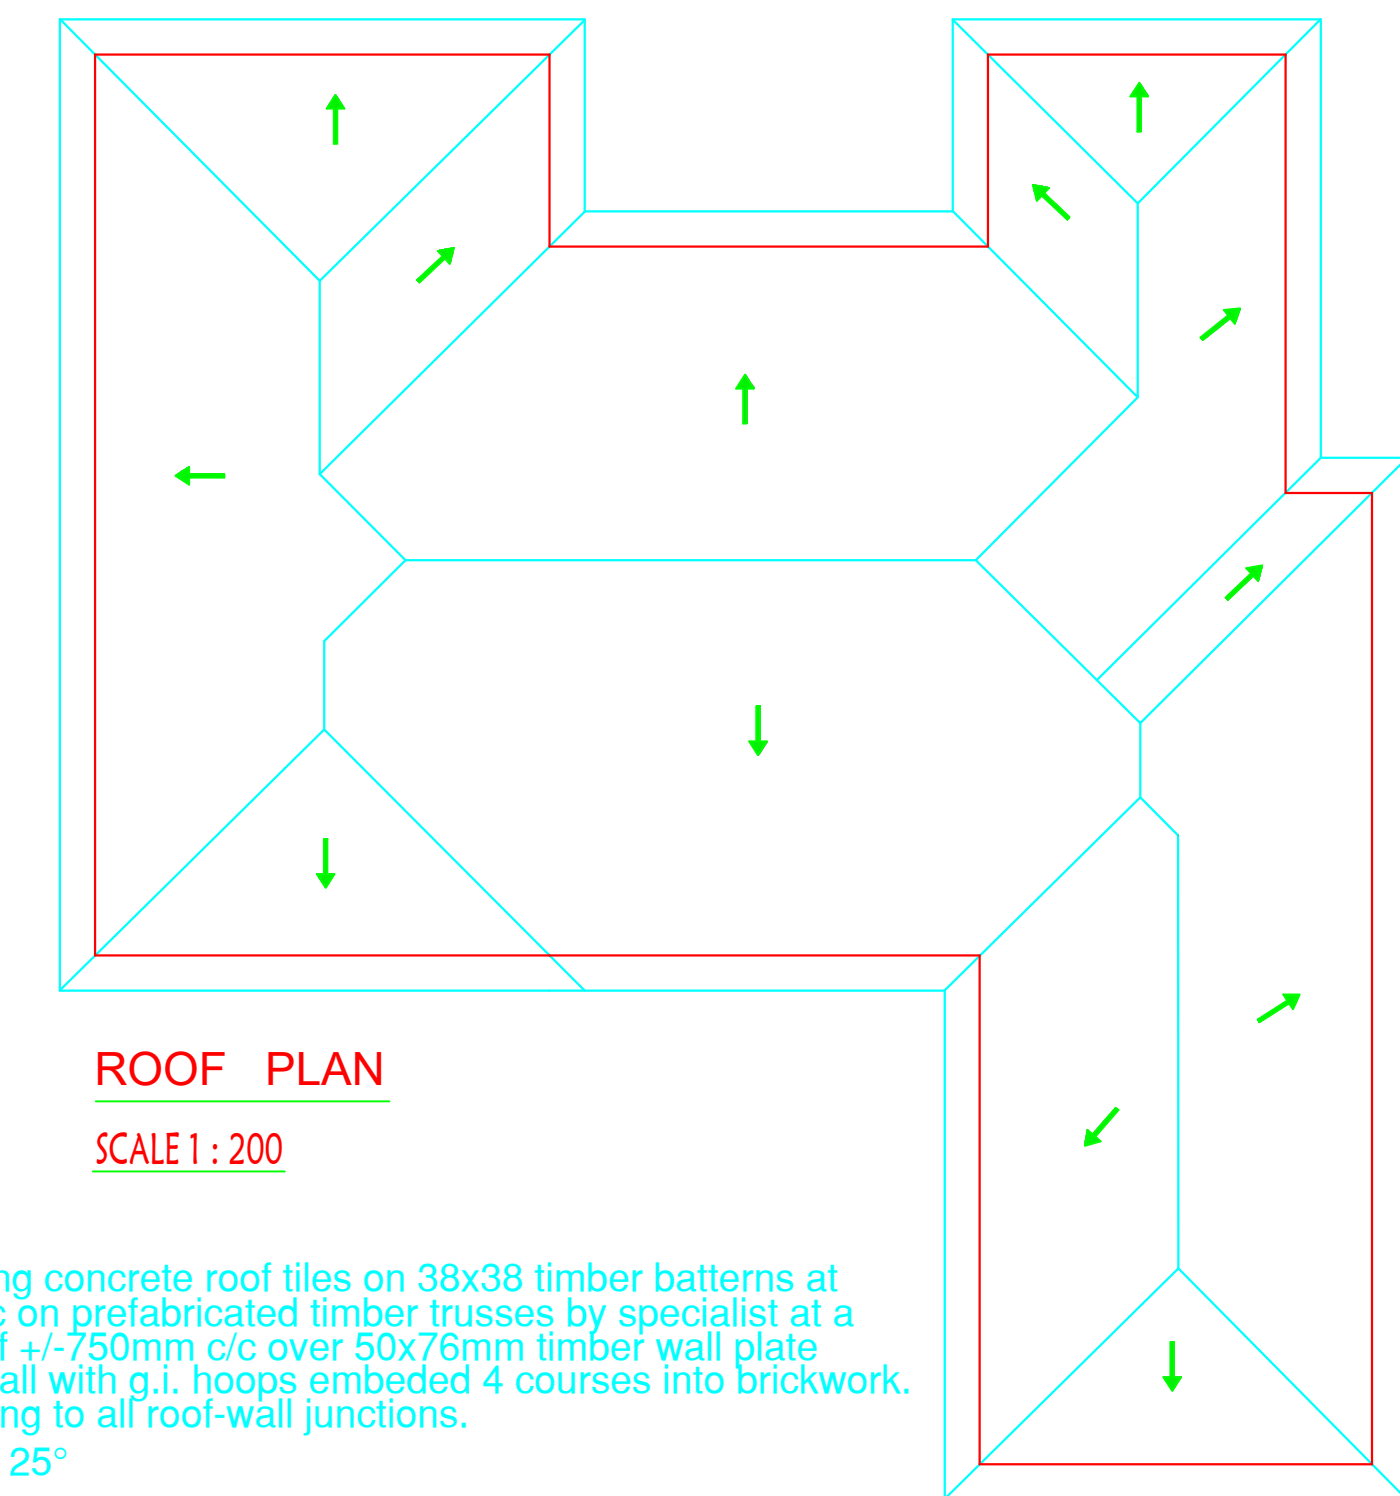 ROOF PLAN
SCALE 1 : 200
ng concrete roof tiles on 38x38 timber batterns at
c on prefabricated timber trusses by specialist at a
f +/-750mm c/c over 50x76mm timber wall plate
all with g.i. hoops embeded 4 courses into brickwork.
ng to all roof-wall junctions.
25°